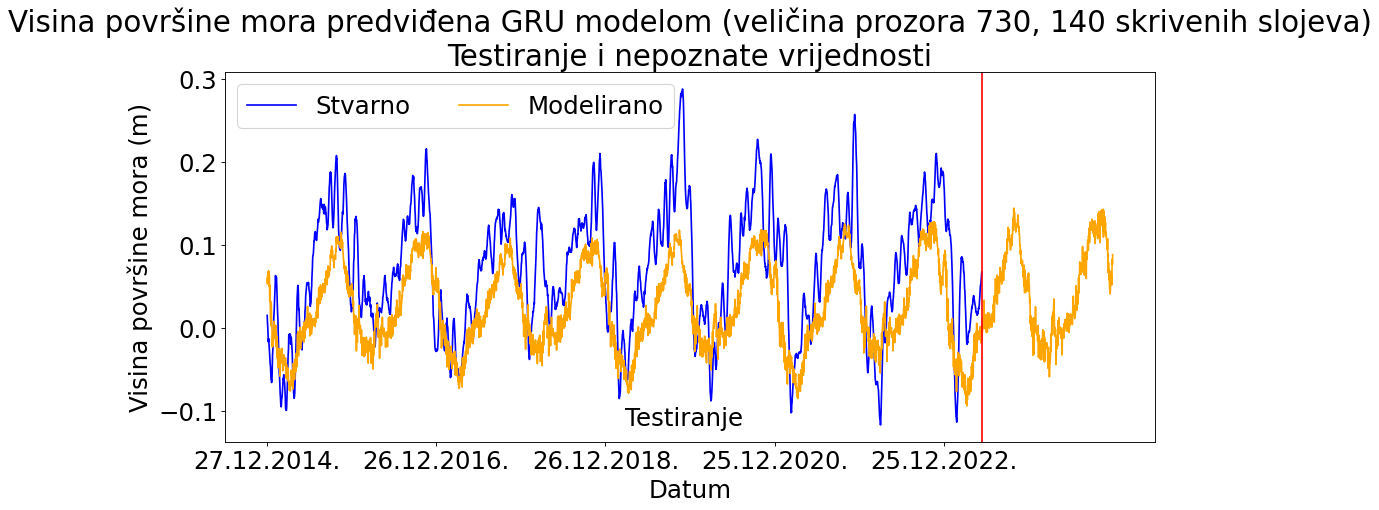 Visina površine mora predviđena GRU modelom (veličina prozora 730, 140 skrivenih slojeva)
Testiranje i nepoznate vrijednosti
Stvarno Modelirano
Visina površine mora (m)
0.3
0.2
0.1
0.0
−0.1
Testiranje
27.12.2014. 26.12.2016. 26.12.2018. 25.12.2020. 25.12.2022.
Datum